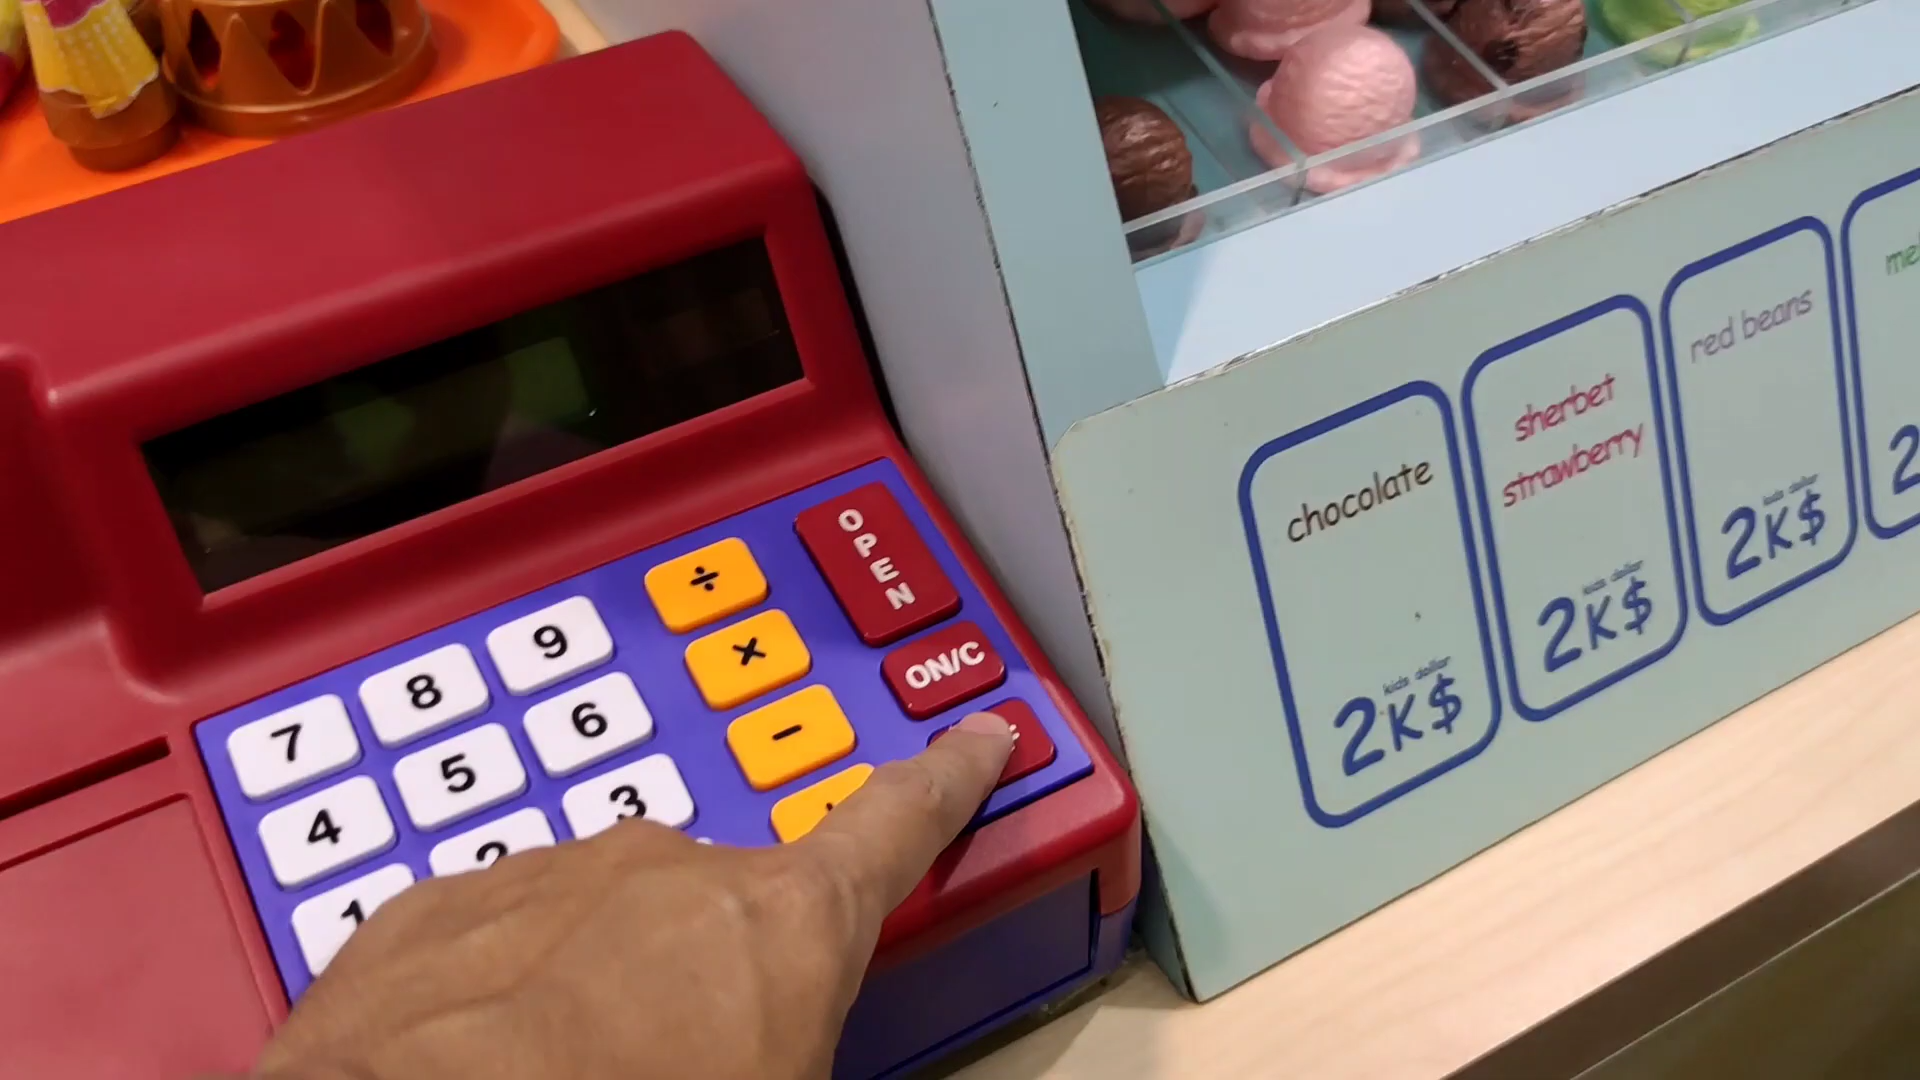 OPEN
ON/C
÷
×
-
7
8
9
4
5
6
1
2
3
chocolate
kids dollar
2K$
sherbet
strawberry
kids dollar
2K$
red beans
kids dollar
2K$
2